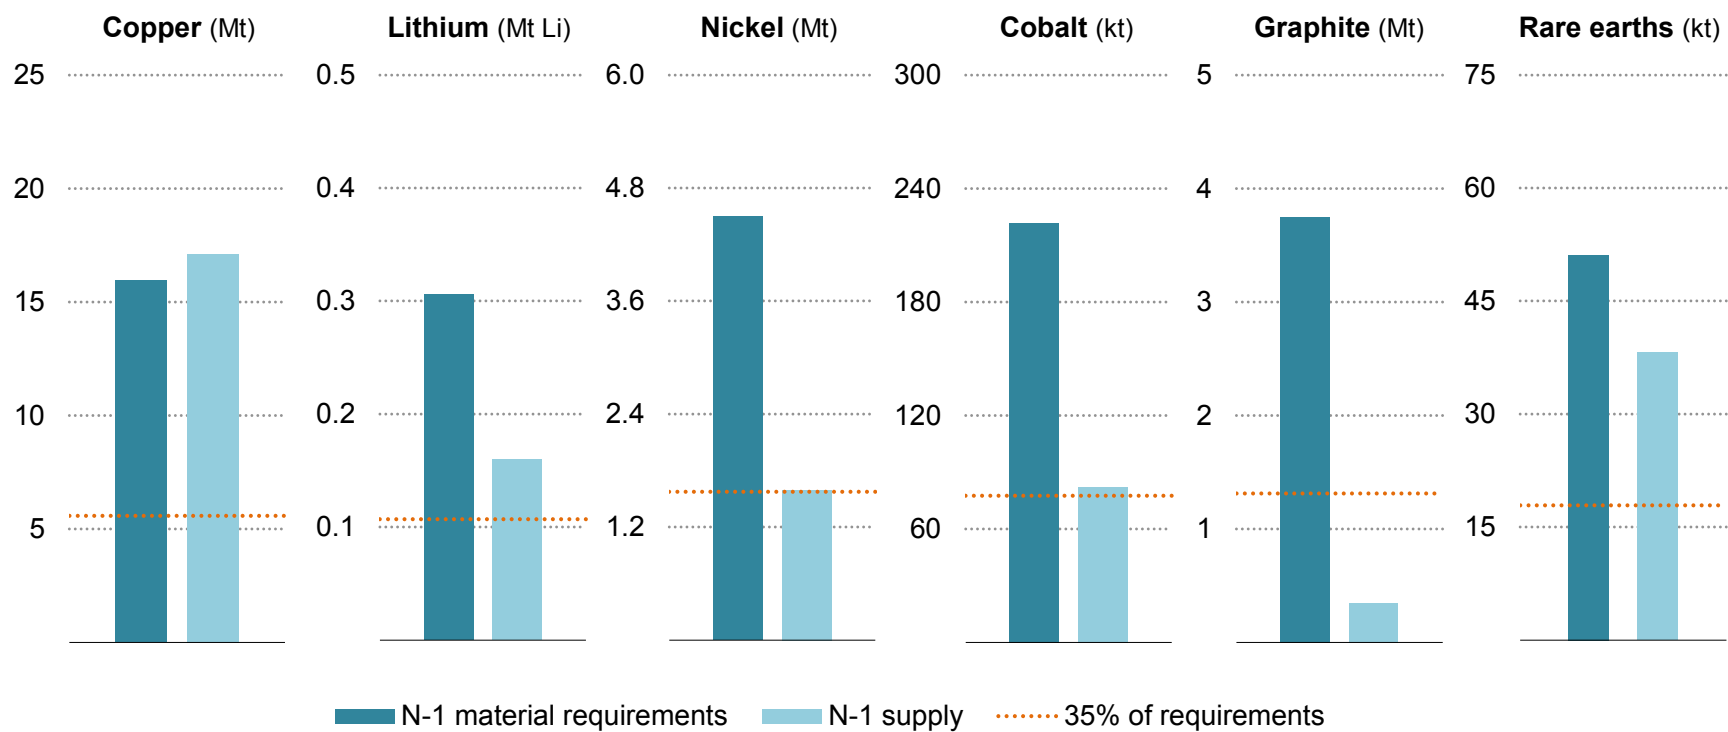 Copper (Mt) Lithium (Mt Li) Nickel (Mt) Cobalt (kt) Graphite (Mt) Rare earths (kt)
25 0.5 6.0 300 5 75
20 0.4 4.8 240 4 60
15 0.3 3.6 180 3 45
10 0.2 2.4 120 2 30
5 0.1 1.2 60 1 15
N-1 material requirements N-1 supply 35% of requirements